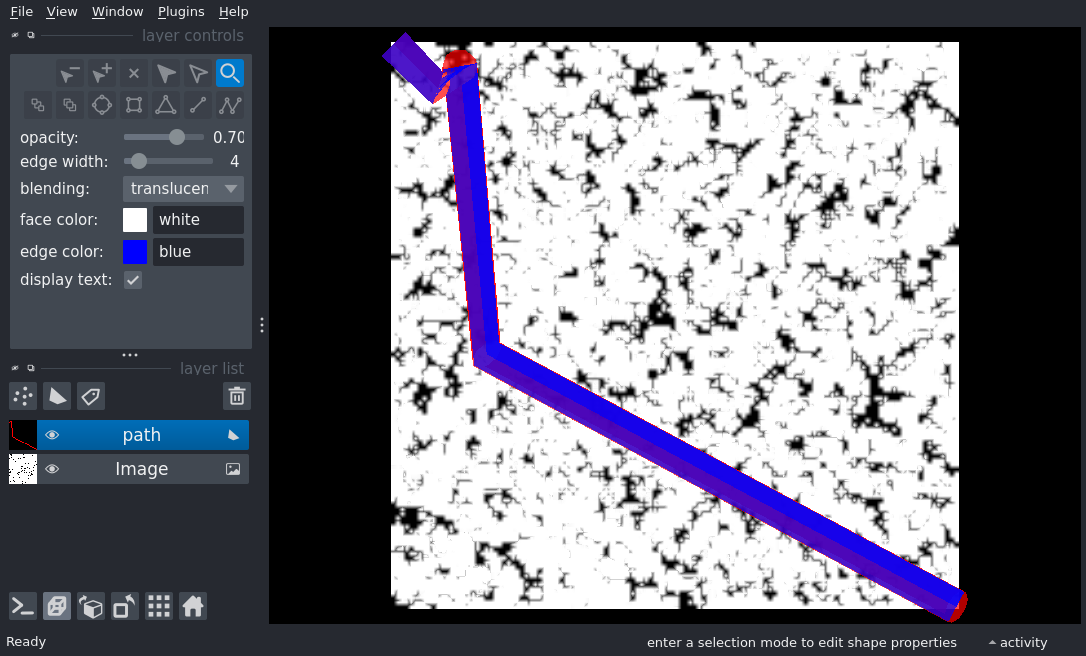 File View Window Plugins Help
layer controls
opacity: 0.70
edge width: 4
blending: translucen
face color: white
edge color: blue
display text:
layer list
path
Image
Ready
enter a selection mode to edit shape properties
activity